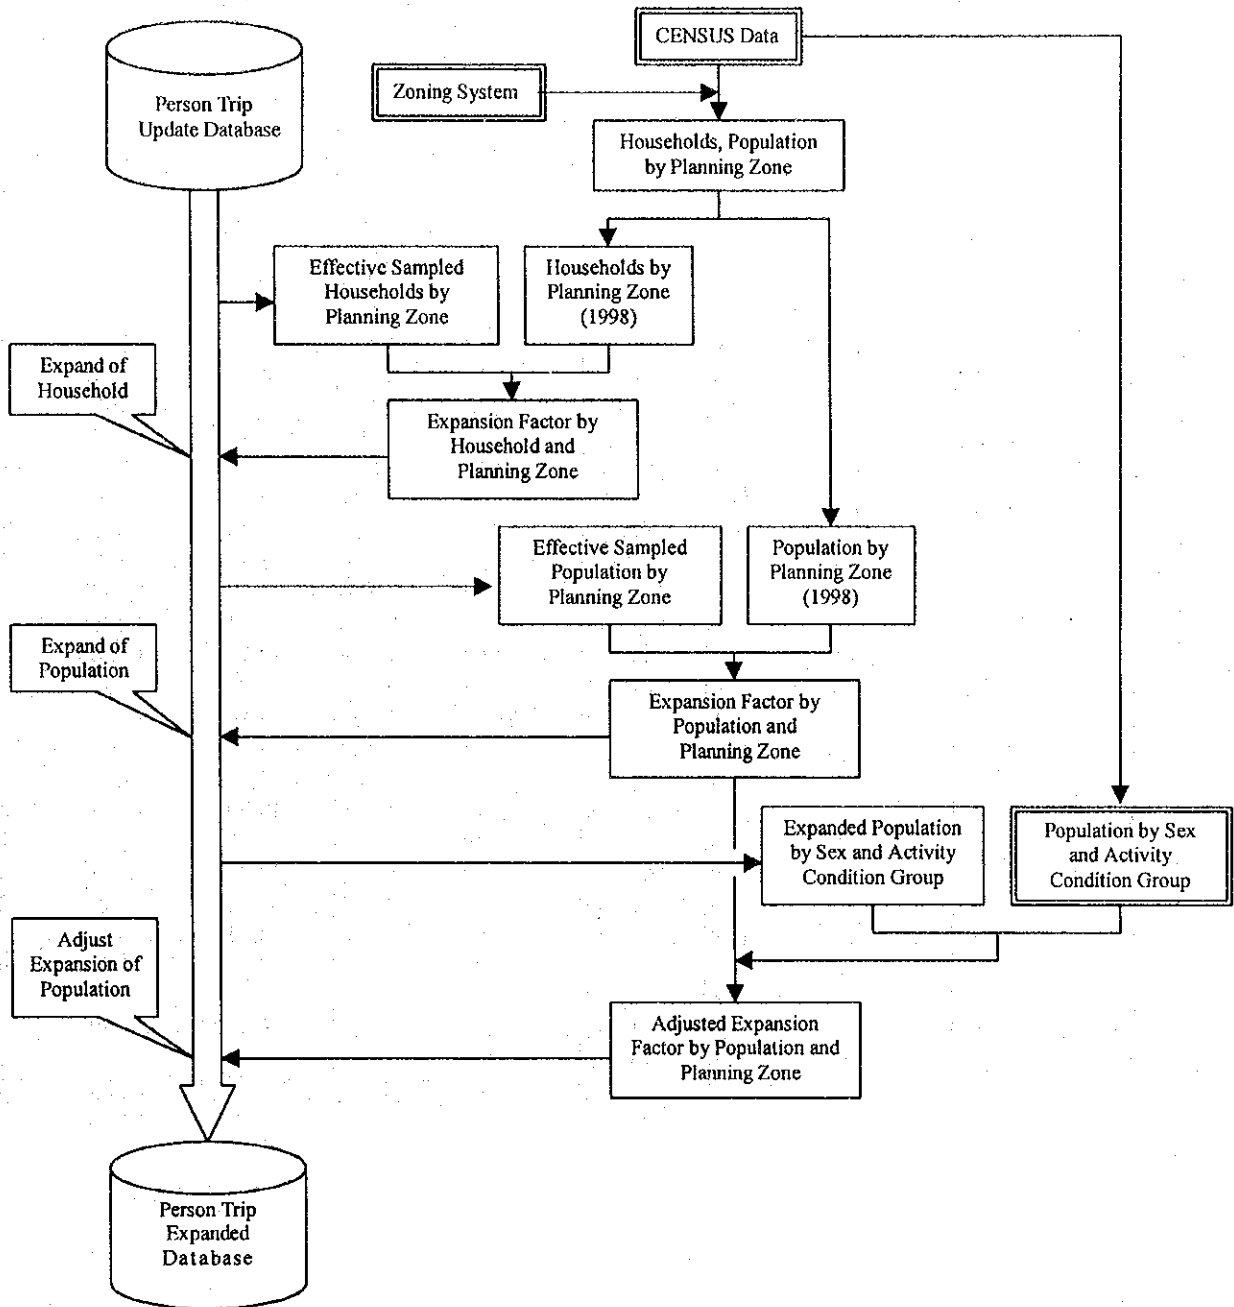 CENSUS Data
Zoning System
Person Trip
Update Database
Households, Population
by Planning Zone
Effective Sampled
Households by
Planning Zone
Households by
Planning Zone
(1998)
Expand of
Household
Expansion Factor by
Household and
Planning Zone
Effective Sampled
Population by
Planning Zone
Population by
Planning Zone
(1998)
Expand of
Population
Expansion Factor by
Population and
Planning Zone
Expanded Population
by Sex and Activity
Condition Group
Population by Sex
and Activity
Condition Group
Adjust
Expansion of
Population
Adjusted Expansion
Factor by Population and
Planning Zone
Person Trip
Expanded
Database